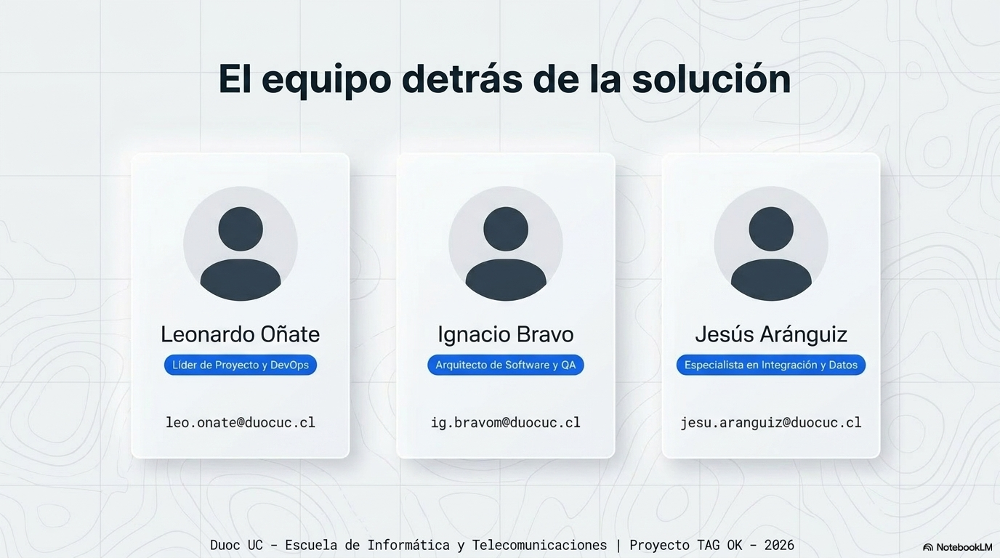 El equipo detrás de la solución
Leonardo Oñate
Líder de Proyecto y DevOps
leo.onate@duocuc.cl
Ignacio Bravo
Arquitecto de Software y QA
ig.bravom@duocuc.cl
Jesús Aránguiz
Especialista en Integración y Datos
jesu.aranguiz@duocuc.cl
Duoc UC - Escuela de Informática y Telecomunicaciones | Proyecto TAG OK - 2026
NotebookLM